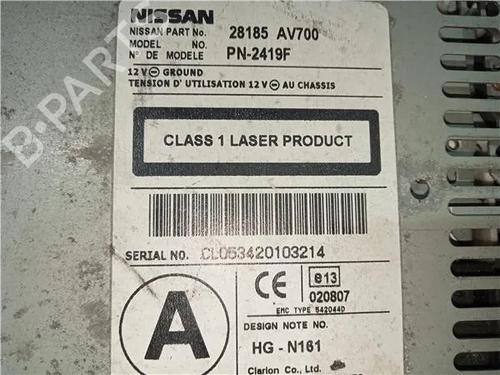 NISSAN
NISSAN PART No. 28185 AV700
MODEL NO. PN-2419F
N° DE MODELE
12 V ⊖ GROUND
TENSION D' UTILISATION 12 V ⊖ AU CHASSIS
CLASS 1 LASER PRODUCT
SERIAL NO. CL053420103214
A
CE
e13
020807
EMC TYPE 542044D
DESIGN NOTE NO.
HG - N161
Clarion Co., Ltd
B-PARTS